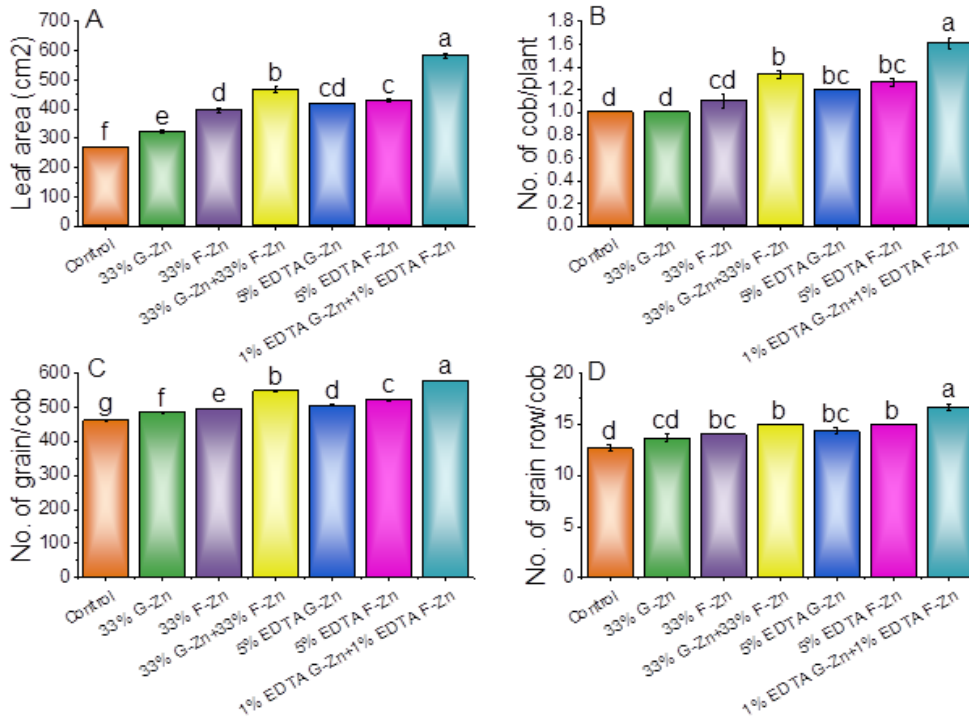 A
Leaf area (cm2)
700
600
500
400
300
200
100
0
f
e
d
b
cd
c
a
Control
33% G-Zn
33% F-Zn
33% G-Zn+33% F-Zn
5% EDTA G-Zn
5% EDTA F-Zn
1% EDTA G-Zn+1% EDTA F-Zn
B
No. of cob/plant
1.8
1.6
1.4
1.2
1.0
0.8
0.6
0.4
0.2
0.0
d
d
cd
b
bc
bc
a
Control
33% G-Zn
33% F-Zn
33% G-Zn+33% F-Zn
5% EDTA G-Zn
5% EDTA F-Zn
1% EDTA G-Zn+1% EDTA F-Zn
C
No. of grain/cob
600
500
400
300
200
100
0
g
f
e
b
d
c
a
Control
33% G-Zn
33% F-Zn
33% G-Zn+33% F-Zn
5% EDTA G-Zn
5% EDTA F-Zn
1% EDTA G-Zn+1% EDTA F-Zn
D
No. of grain row/cob
20
15
10
5
0
d
cd
bc
b
bc
b
a
Control
33% G-Zn
33% F-Zn
33% G-Zn+33% F-Zn
5% EDTA G-Zn
5% EDTA F-Zn
1% EDTA G-Zn+1% EDTA F-Zn